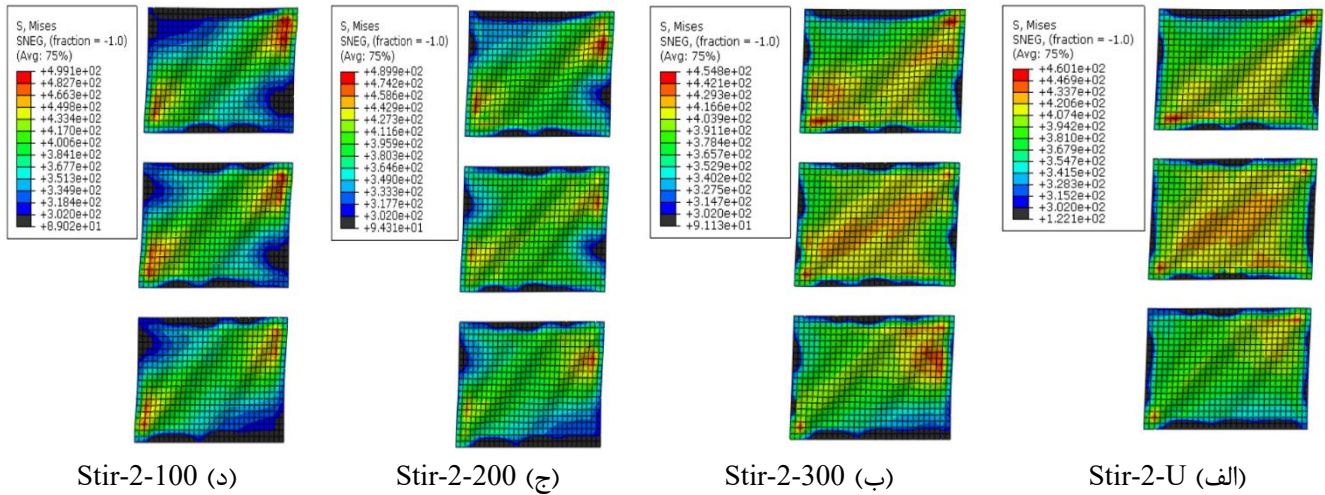 S, Mises
SNEG, (fraction = -1.0)
(Avg: 75%)
+4.991e+02
+4.827e+02
+4.663e+02
+4.498e+02
+4.334e+02
+4.170e+02
+4.006e+02
+3.841e+02
+3.677e+02
+3.513e+02
+3.349e+02
+3.184e+02
+3.020e+02
+8.902e+01
S, Mises
SNEG, (fraction = -1.0)
(Avg: 75%)
+4.899e+02
+4.742e+02
+4.586e+02
+4.429e+02
+4.273e+02
+4.116e+02
+3.959e+02
+3.803e+02
+3.646e+02
+3.490e+02
+3.333e+02
+3.177e+02
+3.020e+02
+9.431e+01
S, Mises
SNEG, (fraction = -1.0)
(Avg: 75%)
+4.548e+02
+4.421e+02
+4.293e+02
+4.166e+02
+4.039e+02
+3.911e+02
+3.784e+02
+3.657e+02
+3.529e+02
+3.402e+02
+3.275e+02
+3.147e+02
+3.020e+02
+9.113e+01
S, Mises
SNEG, (fraction = -1.0)
(Avg: 75%)
+4.601e+02
+4.469e+02
+4.337e+02
+4.206e+02
+4.074e+02
+3.942e+02
+3.810e+02
+3.679e+02
+3.547e+02
+3.415e+02
+3.283e+02
+3.152e+02
+3.020e+02
+1.221e+02
(د) Stir-2-100
(ج) Stir-2-200
(ب) Stir-2-300
(الف) Stir-2-U